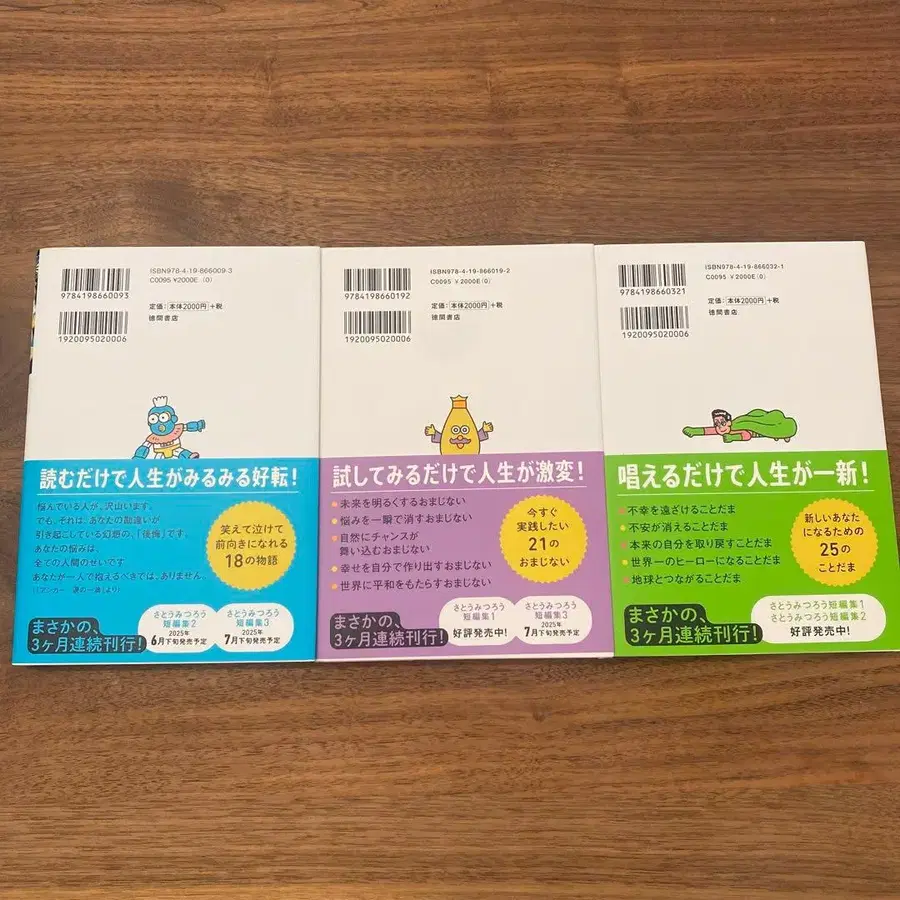 ISBN978-4-19-866009-3
C0095 ¥2000E (0)
9784198660093
定価:本体2000円+税
徳間書店
1920095020006
読むだけで人生がみるみる好転!
悩んでいる人が、沢山います。
でも、それは、あなたの勘違いが
引き起こしている幻想の、「後悔」です。
あなたの悩みは、
全ての人間のせいです
あなたが一人で抱えるべきでは、ありません。
笑えて泣けて
前向きになれる
18の物語
まさかの、
3ヶ月連続刊行!
さとうみつろう
短編集2
2025年
6月下旬発売予定
さとうみつろう
短編集3
2025年
7月下旬発売予定
ISBN978-4-19-866019-2
C0095 ¥2000E (0)
9784198660192
定価:本体2000円+税
徳間書店
1920095020006
試してみるだけで人生が激変!
未来を明るくするおまじない
悩みを一瞬で消すおまじない
自然にチャンスが
舞い込むおまじない
幸せを自分で作り出すおまじない
世界に平和をもたらすおまじない
今すぐ
実践したい
21の
おまじない
まさかの、
3ヶ月連続刊行!
さとうみつろう
短編集1
好評発売中!
さとうみつろう
短編集3
2025年
7月下旬発売予定
ISBN978-4-19-866032-1
C0095 ¥2000E (0)
9784198660321
定価:本体2000円+税
徳間書店
1920095020006
唱えるだけで人生が一新!
不幸を遠ざけることだま
不安が消えることだま
本来の自分を取り戻すことだま
世界一のヒーローになることだま
地球とつながることだま
新しいあなた
になるための
25の
ことだま
まさかの、
3ヶ月連続刊行!
さとうみつろう短編集1
さとうみつろう短編集2
好評発売中!